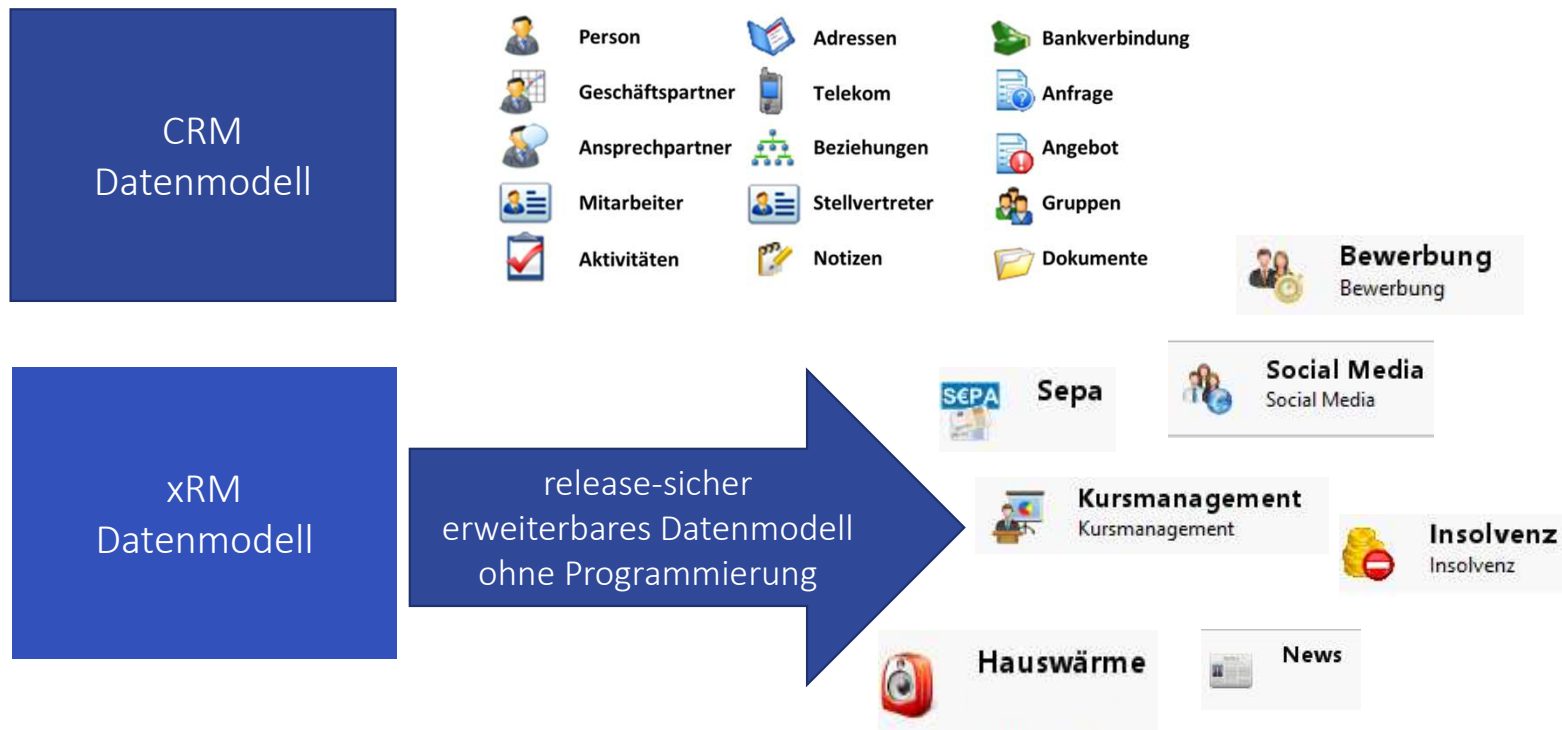 CRM
Datenmodell
Person
Adressen
Bankverbindung
Geschäftspartner
Telekom
Anfrage
Ansprechpartner
Beziehungen
Angebot
Mitarbeiter
Stellvertreter
Gruppen
Aktivitäten
Notizen
Dokumente
Bewerbung
Bewerbung
xRM
Datenmodell
release-sicher
erweiterbares Datenmodell
ohne Programmierung
S€PA
Sepa
Social Media
Social Media
Kursmanagement
Kursmanagement
Insolvenz
Insolvenz
Hauswärme
News